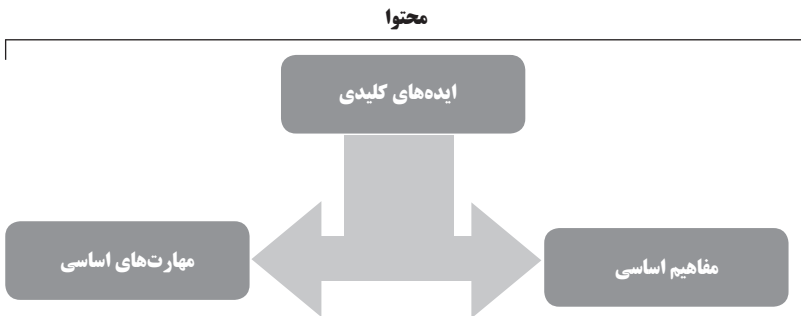 محتوا
ایده‌های کلیدی
مفاهیم اساسی
مهارت‌های اساسی